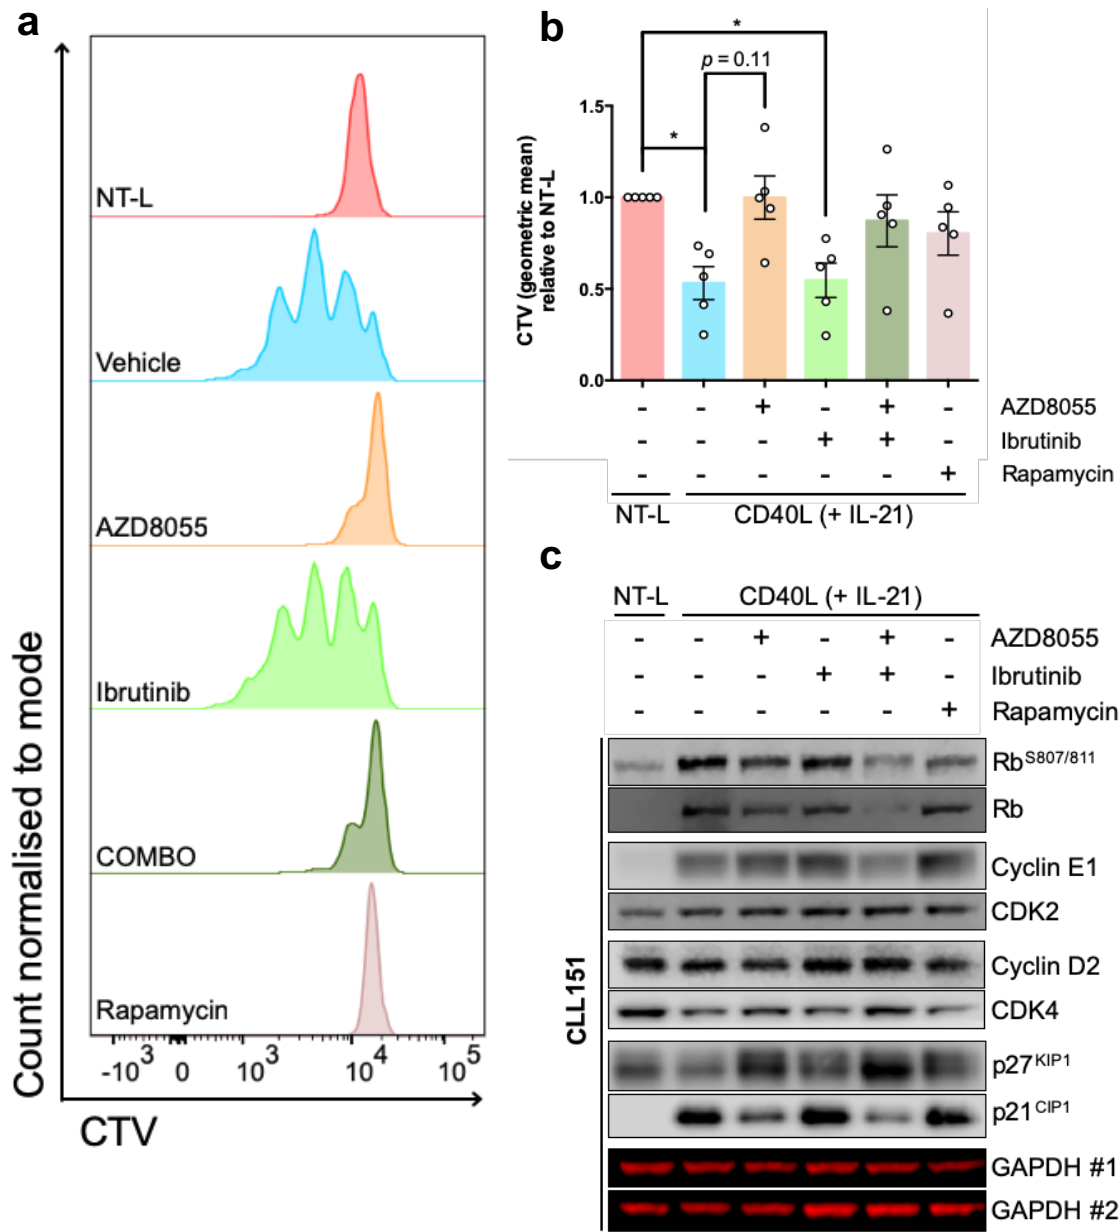 a
NT-L
Vehicle
AZD8055
Ibrutinib
COMBO
Rapamycin
Count normalised to mode
-10³ 0 10³ 10⁴ 10⁵
CTV
b
*
p = 0.11
*
CTV (geometric mean)
relative to NT-L
1.5
1.0
0.5
0.0
- - + - + - AZD8055
- - - + + - Ibrutinib
- - - - - + Rapamycin
NT-L CD40L (+ IL-21)
c
NT-L CD40L (+ IL-21)
- - + - + - AZD8055
- - - + + - Ibrutinib
- - - - - + Rapamycin
CLL151
Rb^S807/811
Rb
Cyclin E1
CDK2
Cyclin D2
CDK4
p27^KIP1
p21^CIP1
GAPDH #1
GAPDH #2